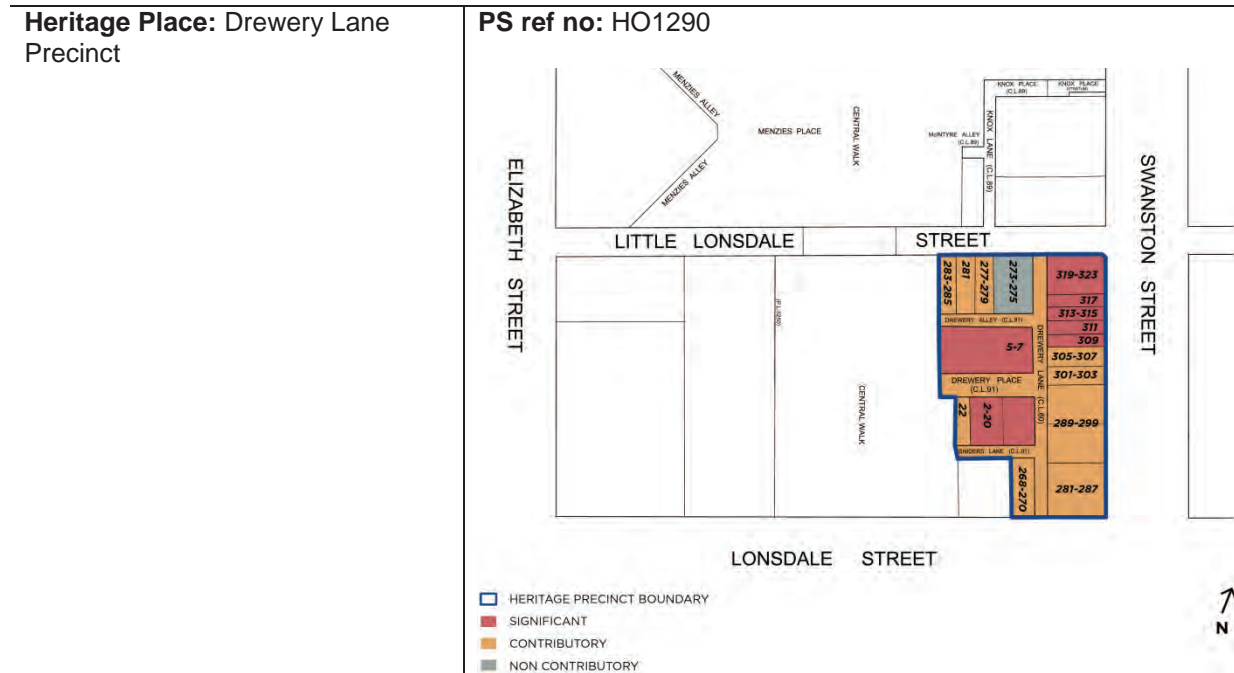 Heritage Place: Drewery Lane
Precinct
PS ref no: HO1290
MENZIES ALLEY
MENZIES ALLEY
MENZIES PLACE
CENTRAL WALK
McINTYRE ALLEY
(C.L.89)
KNOX PLACE
(C.L.89)
KNOX PLACE
KNOX LANE (C.L.89)
ELIZABETH STREET
SWANSTON STREET
LITTLE LONSDALE STREET
283-285
281
277-279
273-275
319-323
317
313-315
311
309
305-307
301-303
289-299
281-287
DREWERY ALLEY (C.L.91)
5-7
DREWERY PLACE
(C.L.91)
DREWERY LANE (C.L.60)
22
2-20
SNIDERS LANE (C.L.91)
268-270
CENTRAL WALK
LONSDALE STREET
HERITAGE PRECINCT BOUNDARY
SIGNIFICANT
CONTRIBUTORY
NON CONTRIBUTORY
N